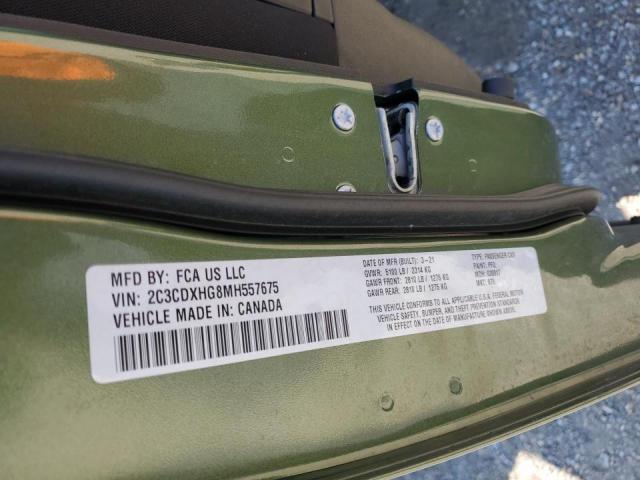 MFD BY: FCA US LLC
VIN: 2C3CDXHG8MH557675
VEHICLE MADE IN: CANADA
DATE OF MFR (BUILT): 3-21
GVWR: 5100 LB / 2314 KG
GAWR FRONT: 2810 LB / 1275 KG
GAWR REAR: 2810 LB / 1275 KG
TYPE: PASSENGER CAR
PAINT: PFQ
MDH:
VEHICLE CONFORMS TO ALL APPLICABLE U.S.A. FEDERAL MOTOR
VEHICLE SAFETY, BUMPER, AND THEFT PREVENTION STANDARDS
IN EFFECT ON THE DATE OF MANUFACTURE SHOWN ABOVE.